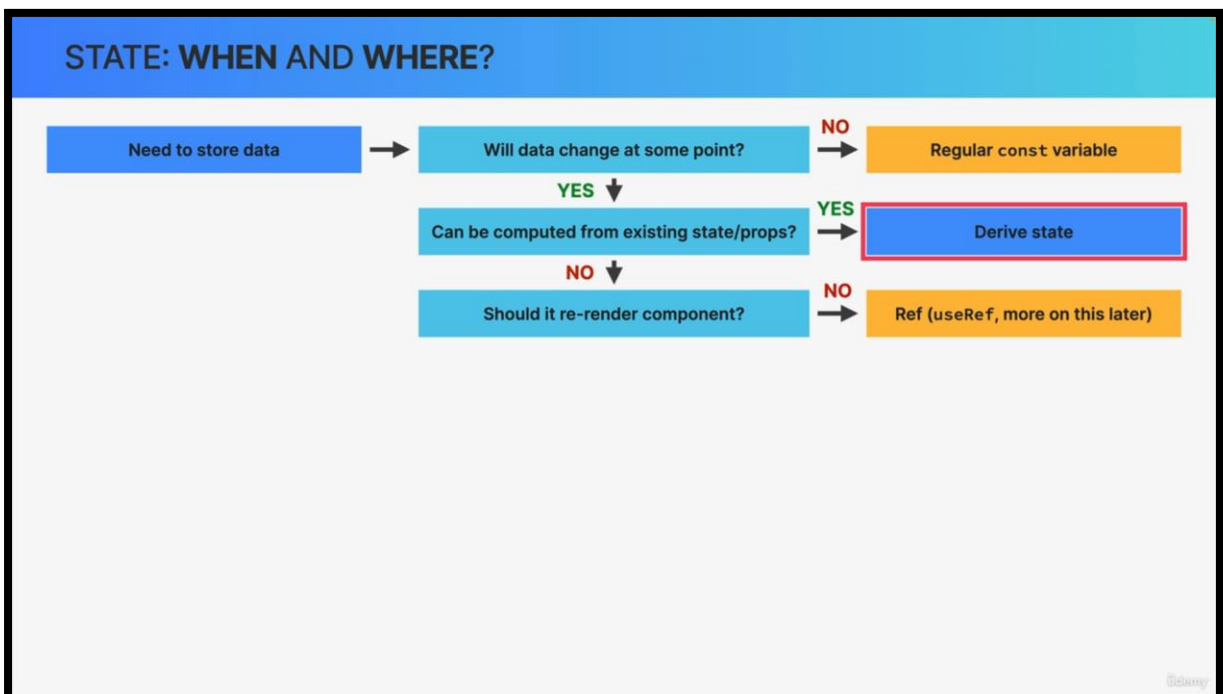 STATE: WHEN AND WHERE?
Need to store data
Will data change at some point?
NO
Regular const variable
YES
Can be computed from existing state/props?
YES
Derive state
NO
Should it re-render component?
NO
Ref (useRef, more on this later)
Udemy